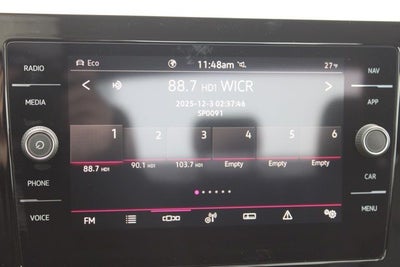 RADIO
MEDIA
PHONE
VOICE
Eco 11:48am 27°F
88.7 HD1 WICR
2025-12-3 02:37:46
SP0091
1 2 3 4 5 6
88.7 HD1 90.1 HD1 103.7 HD1 Empty Empty Empty
FM
NAV
APP
CAR
MENU